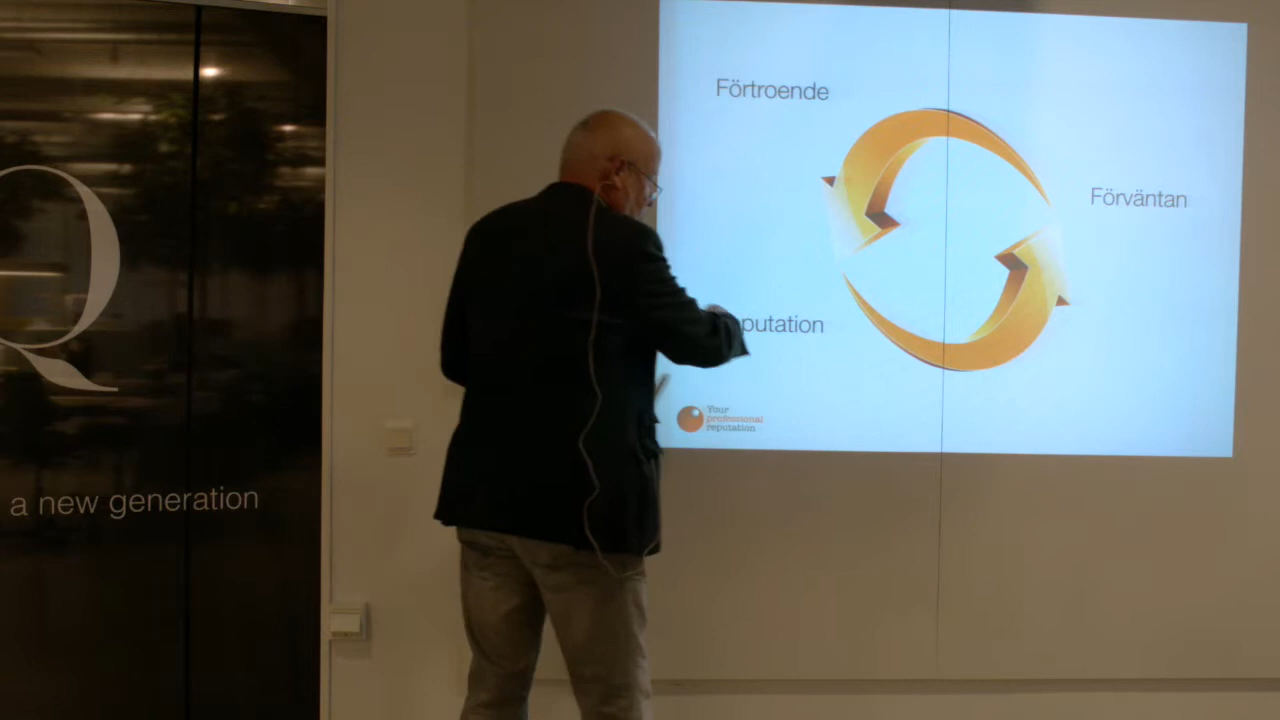 Förtroende
Förväntan
putation
Your
professional
reputation
Q
a new generation